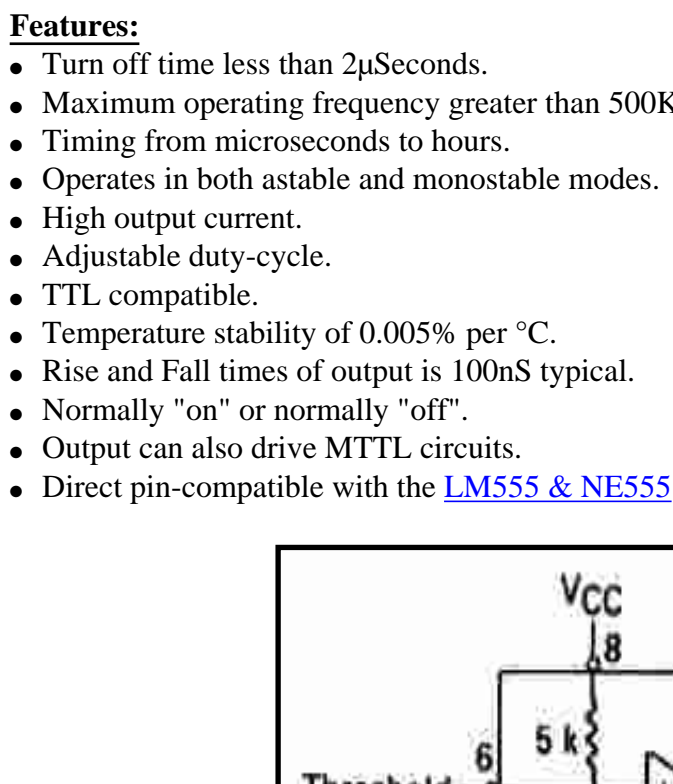 Features:
● Turn off time less than 2µSeconds.
● Maximum operating frequency greater than 500K
● Timing from microseconds to hours.
● Operates in both astable and monostable modes.
● High output current.
● Adjustable duty-cycle.
● TTL compatible.
● Temperature stability of 0.005% per °C.
● Rise and Fall times of output is 100nS typical.
● Normally "on" or normally "off".
● Output can also drive MTTL circuits.
● Direct pin-compatible with the LM555 & NE555
VCC
8
5 k
6
Threshold